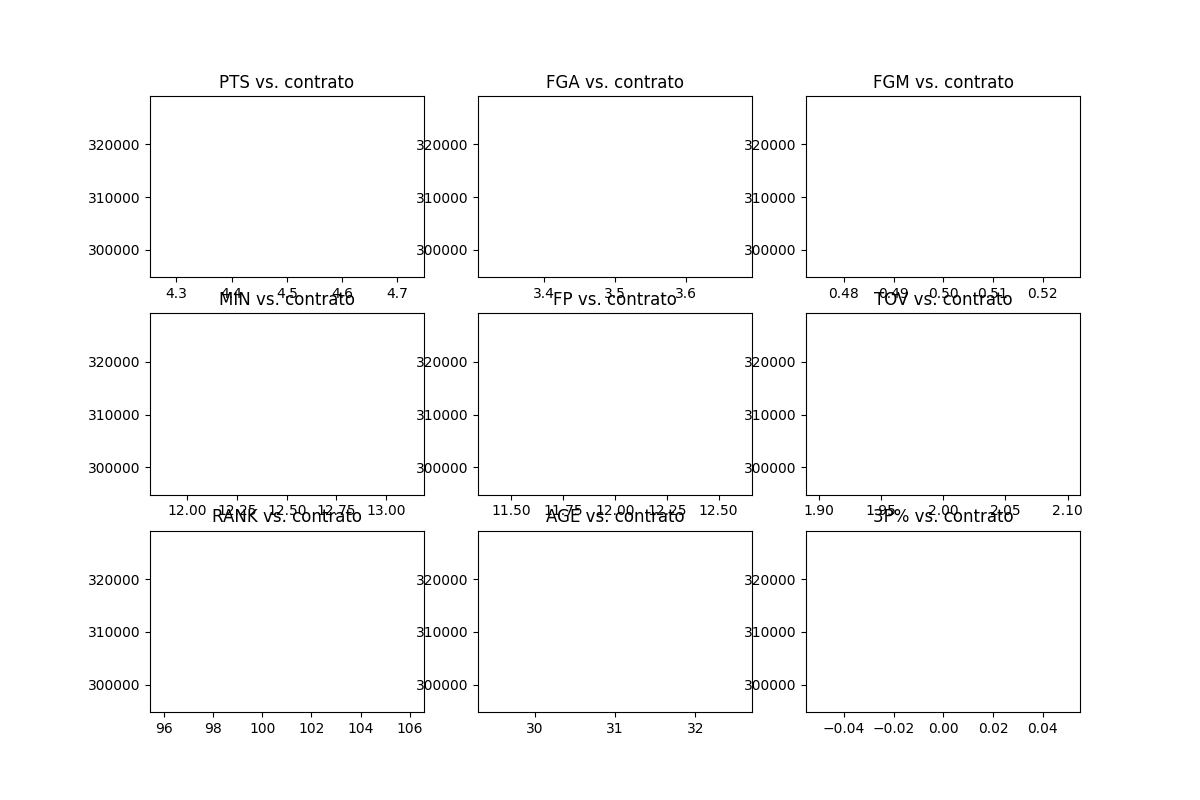 PTS vs. contrato
FGA vs. contrato
FGM vs. contrato
320000
310000
300000
320000
310000
300000
320000
310000
300000
4.3 4.4 4.5 4.6 4.7
3.4 3.5 3.6
0.48 0.49 0.50 0.51 0.52
MIN vs. contrato
FP vs. contrato
TOV vs. contrato
320000
310000
300000
320000
310000
300000
320000
310000
300000
12.00 12.25 12.50 12.75 13.00
11.50 11.75 12.00 12.25 12.50
1.90 1.95 2.00 2.05 2.10
RANK vs. contrato
AGE vs. contrato
3P% vs. contrato
320000
310000
300000
320000
310000
300000
320000
310000
300000
96 98 100 102 104 106
30 31 32
−0.04 −0.02 0.00 0.02 0.04